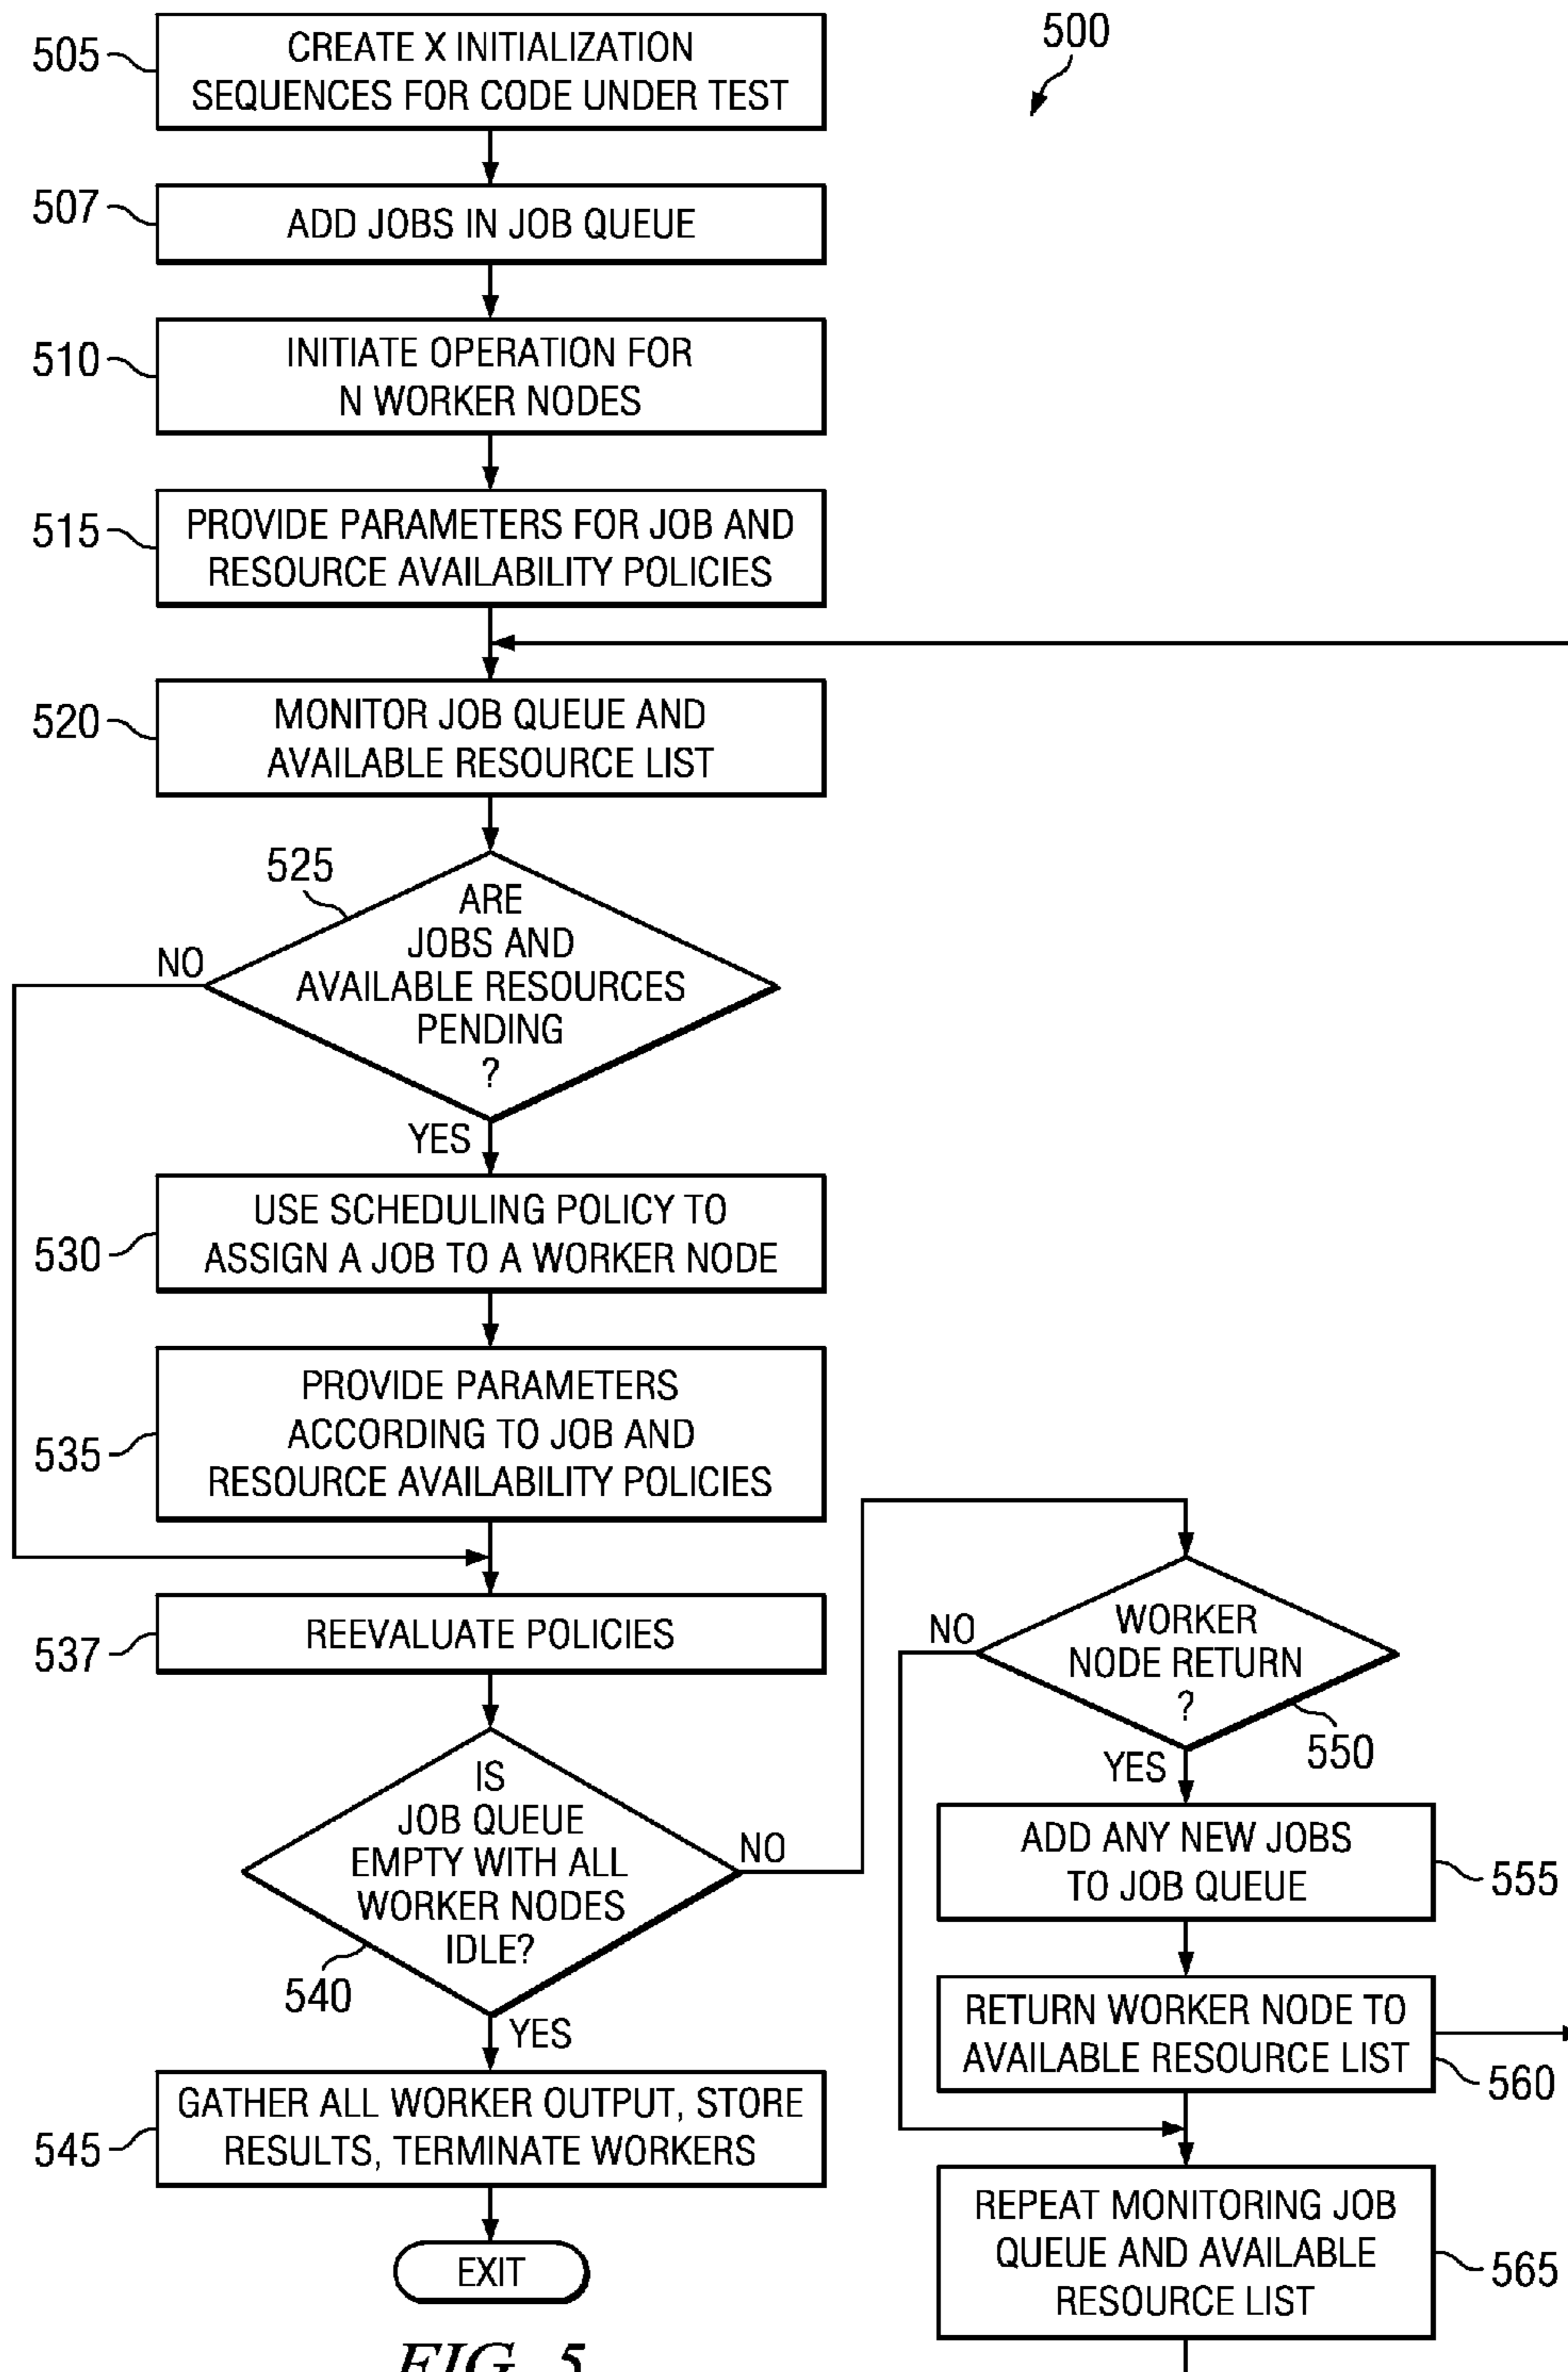 500
505
CREATE X INITIALIZATION
SEQUENCES FOR CODE UNDER TEST
507
ADD JOBS IN JOB QUEUE
510
INITIATE OPERATION FOR
N WORKER NODES
515
PROVIDE PARAMETERS FOR JOB AND
RESOURCE AVAILABILITY POLICIES
520
MONITOR JOB QUEUE AND
AVAILABLE RESOURCE LIST
525
ARE
JOBS AND
AVAILABLE RESOURCES
PENDING
?
NO
YES
530
USE SCHEDULING POLICY TO
ASSIGN A JOB TO A WORKER NODE
535
PROVIDE PARAMETERS
ACCORDING TO JOB AND
RESOURCE AVAILABILITY POLICIES
537
REEVALUATE POLICIES
IS
JOB QUEUE
EMPTY WITH ALL
WORKER NODES
IDLE?
540
NO
YES
545
GATHER ALL WORKER OUTPUT, STORE
RESULTS, TERMINATE WORKERS
EXIT
WORKER
NODE RETURN
?
550
NO
YES
ADD ANY NEW JOBS
TO JOB QUEUE
555
RETURN WORKER NODE TO
AVAILABLE RESOURCE LIST
560
REPEAT MONITORING JOB
QUEUE AND AVAILABLE
RESOURCE LIST
565
FIG. 5